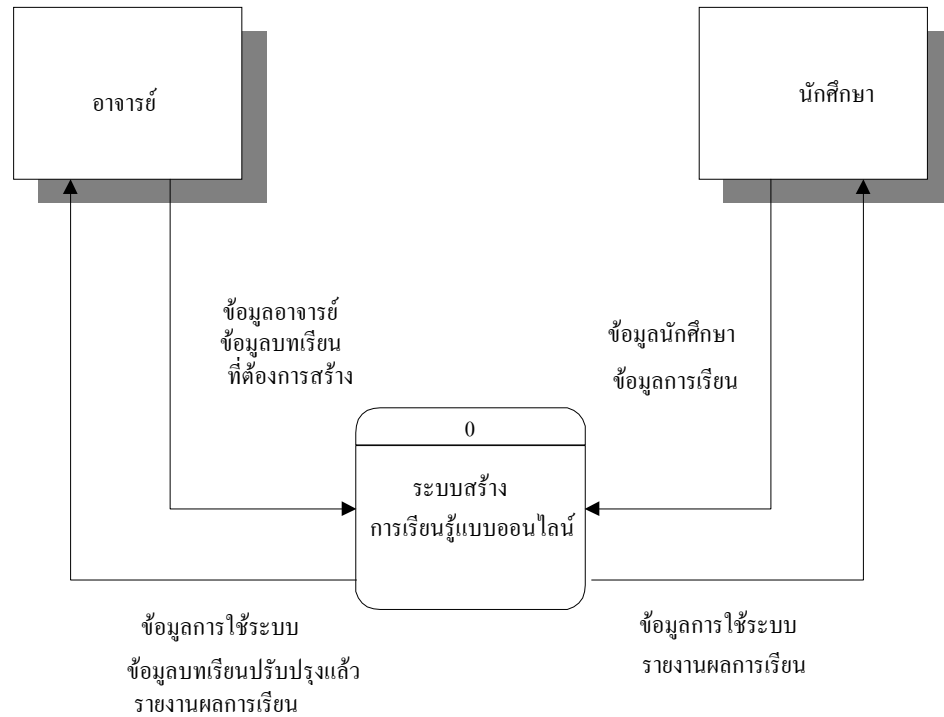 อาจารย์
นักศึกษา
ข้อมูลอาจารย์
ข้อมูลบทเรียน
ที่ต้องการสร้าง
ข้อมูลนักศึกษา
ข้อมูลการเรียน
0
ระบบสร้าง
การเรียนรู้แบบออนไลน์
ข้อมูลการใช้ระบบ
ข้อมูลบทเรียนปรับปรุงแล้ว
รายงานผลการเรียน
ข้อมูลการใช้ระบบ
รายงานผลการเรียน